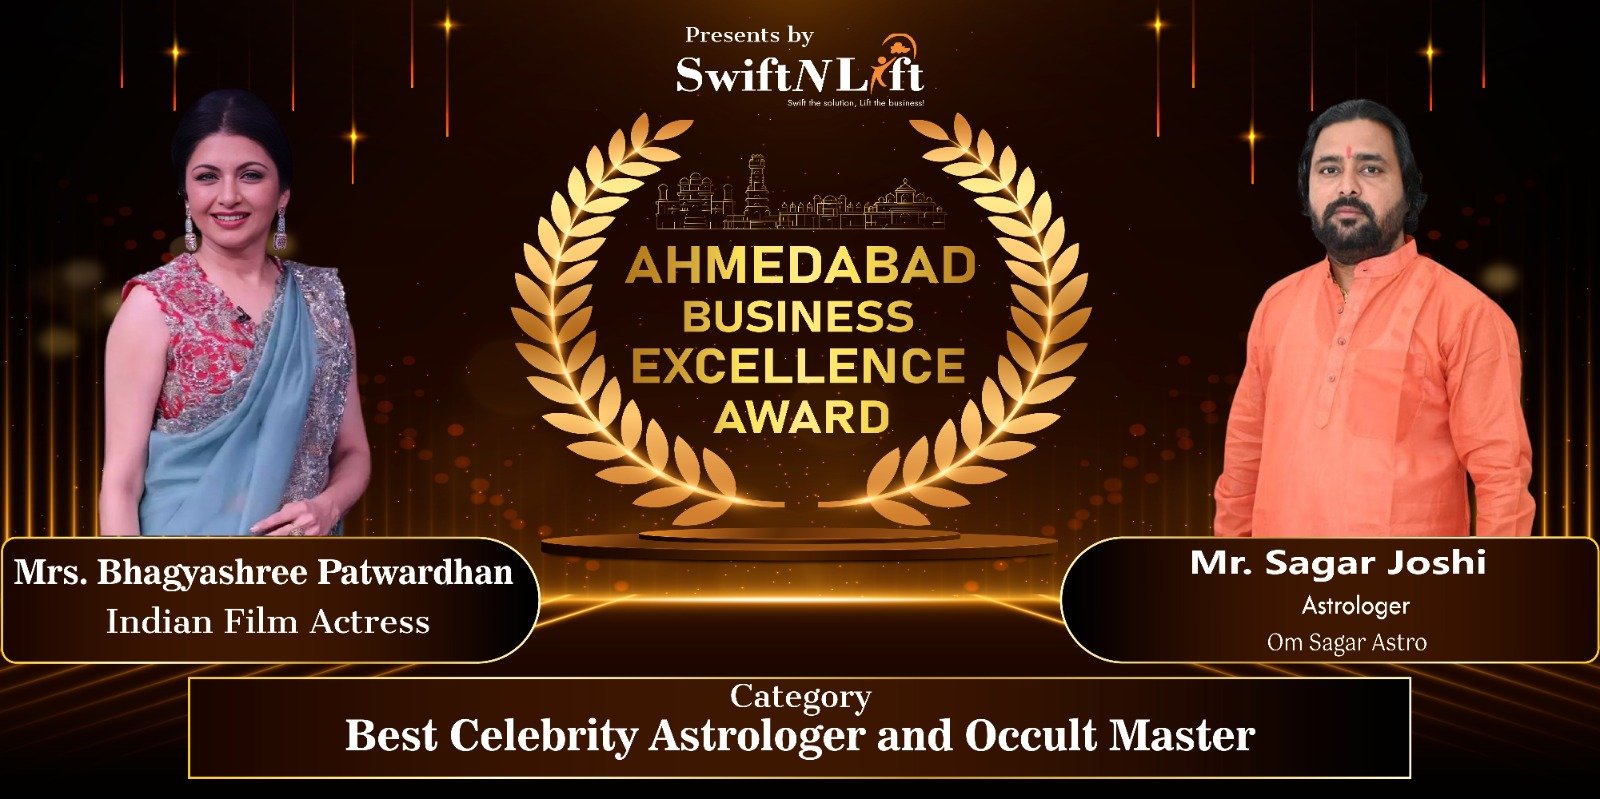 Presents by
SwiftNLift
Swift the solution, Lift the business!
AHMEDABAD
BUSINESS
EXCELLENCE
AWARD
Mrs. Bhagyashree Patwardhan
Indian Film Actress
Mr. Sagar Joshi
Astrologer
Om Sagar Astro
Category
Best Celebrity Astrologer and Occult Master